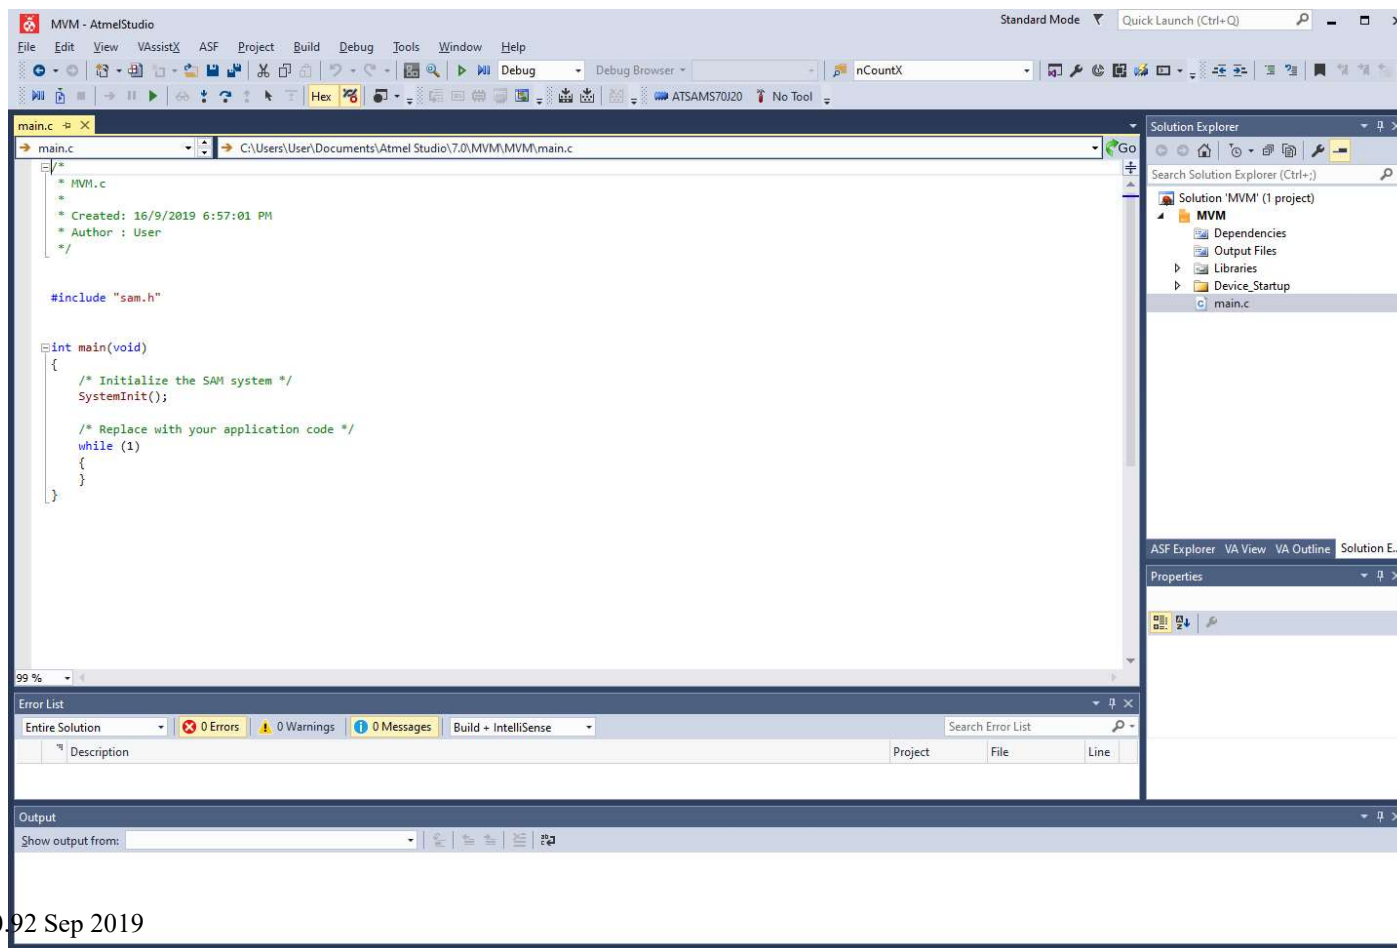 MVM - AtmelStudio
Standard Mode
Quick Launch (Ctrl+Q)
File Edit View VAssistX ASF Project Build Debug Tools Window Help
Debug
Debug Browser
nCountX
Hex
ATSAMS70J20
No Tool
main.c
main.c
C:\Users\User\Documents\Atmel Studio\7.0\MVM\MVM\main.c
Go
/*
* MVM.c
*
* Created: 16/9/2019 6:57:01 PM
* Author : User
*/
#include "sam.h"
int main(void)
{
/* Initialize the SAM system */
SystemInit();
/* Replace with your application code */
while (1)
{
}
}
99 %
Solution Explorer
Search Solution Explorer (Ctrl+;)
Solution 'MVM' (1 project)
MVM
Dependencies
Output Files
Libraries
Device_Startup
main.c
ASF Explorer VA View VA Outline Solution E...
Properties
Error List
Entire Solution
0 Errors
0 Warnings
0 Messages
Build + IntelliSense
Search Error List
Description
Project
File
Line
Output
Show output from:
.92 Sep 2019